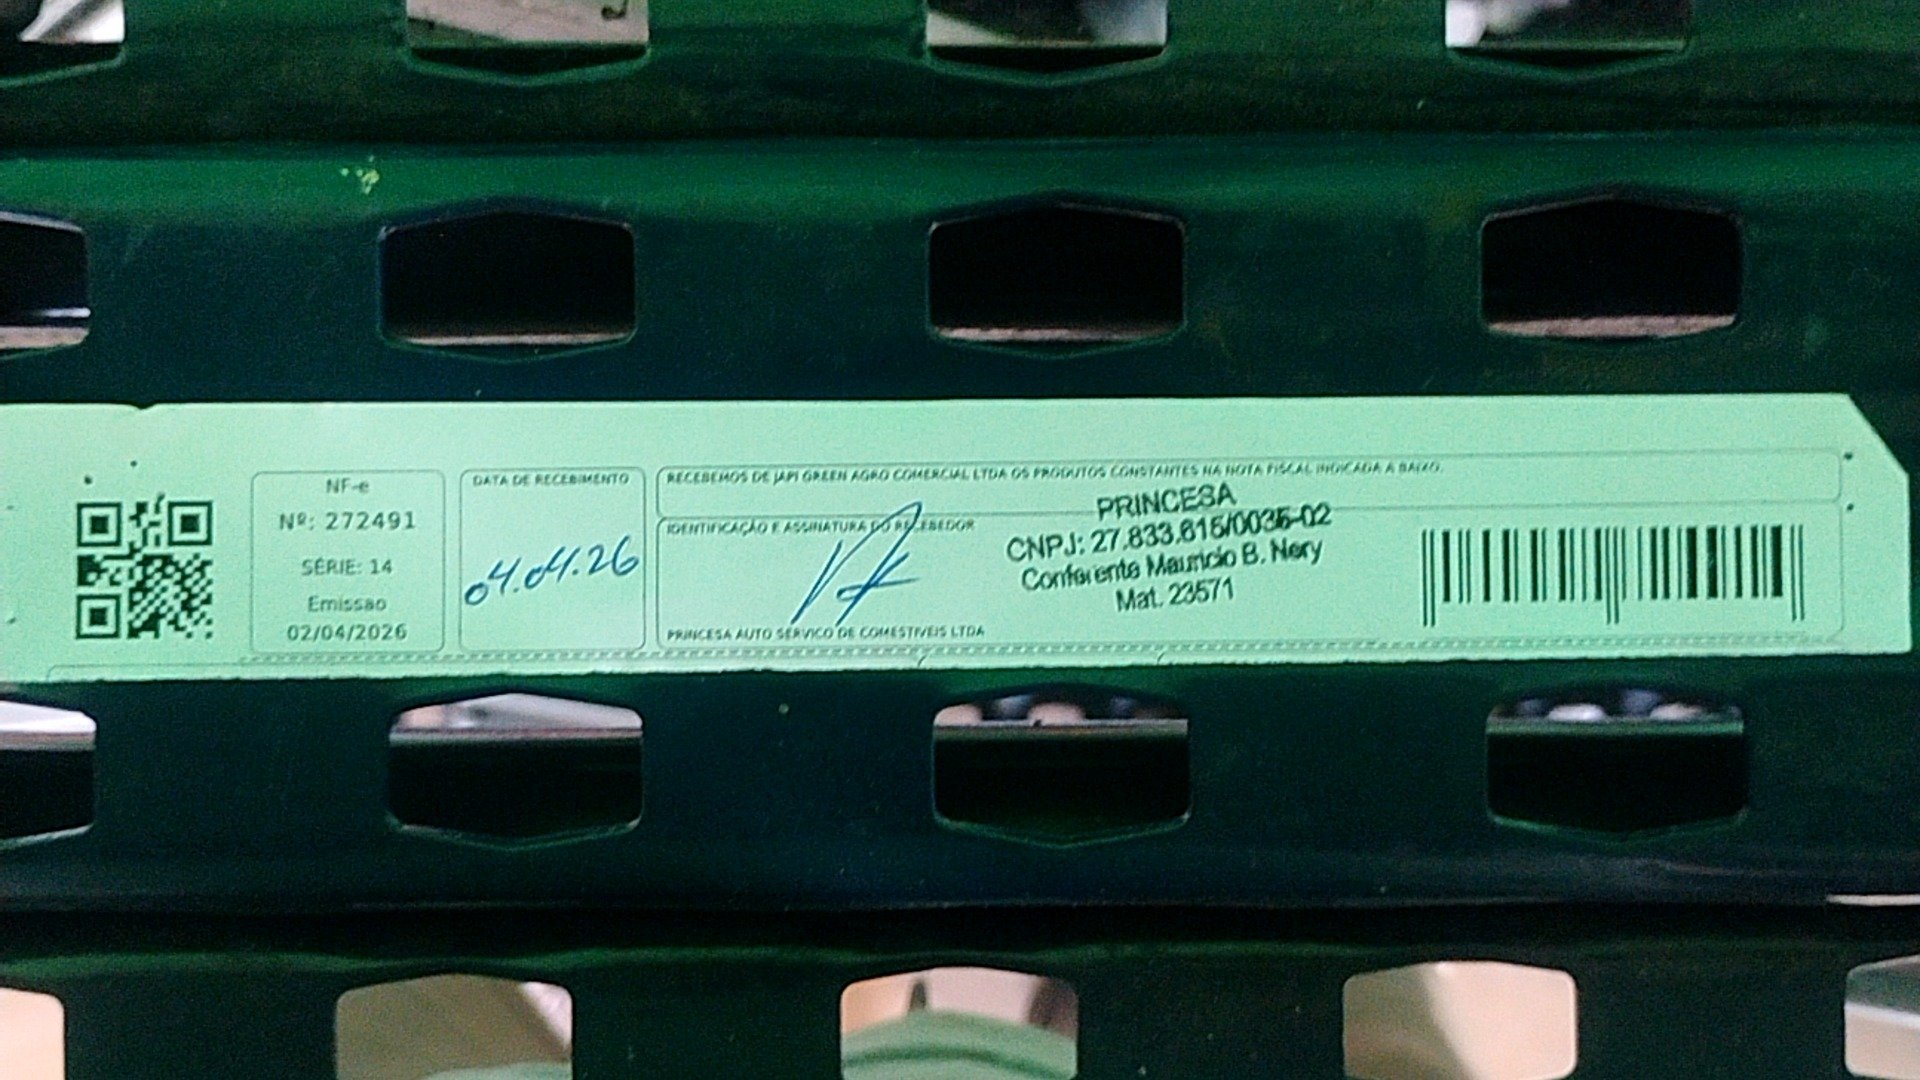 NF-e
Nº: 272491
SÉRIE: 14
Emissao
02/04/2026
DATA DE RECEBIMENTO
04.04.26
RECEBEMOS DE JAPI GREEN AGRO COMERCIAL LTDA OS PRODUTOS CONSTANTES NA NOTA FISCAL INDICADA A BAIXO.
IDENTIFICAÇÃO E ASSINATURA DO RECEBEDOR
PRINCESA
CNPJ: 27.833.615/0035-02
Conferente Mauricio B. Nery
Mat. 23571
PRINCESA AUTO SERVICO DE COMESTIVEIS LTDA